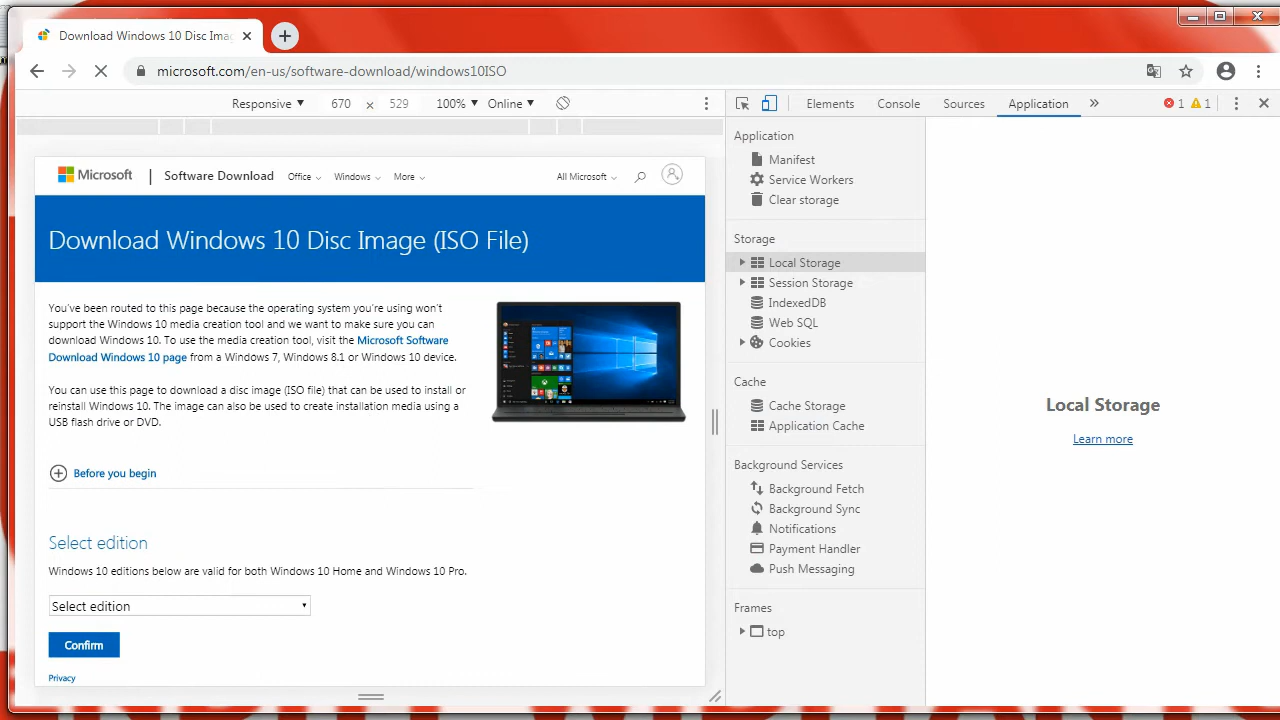 Download Windows 10 Disc Imag
microsoft.com/en-us/software-download/windows10ISO
Responsive 670 × 529 100% Online
Elements Console Sources Application » 1 1
Microsoft | Software Download Office Windows More All Microsoft
Download Windows 10 Disc Image (ISO File)
You've been routed to this page because the operating system you're using won't
support the Windows 10 media creation tool and we want to make sure you can
download Windows 10. To use the media creation tool, visit the Microsoft Software
Download Windows 10 page from a Windows 7, Windows 8.1 or Windows 10 device.
You can use this page to download a disc image (ISO file) that can be used to install or
reinstall Windows 10. The image can also be used to create installation media using a
USB flash drive or DVD.
Before you begin
Select edition
Windows 10 editions below are valid for both Windows 10 Home and Windows 10 Pro.
Select edition
Confirm
Privacy
Application
Manifest
Service Workers
Clear storage
Storage
Local Storage
Session Storage
IndexedDB
Web SQL
Cookies
Cache
Cache Storage
Application Cache
Background Services
Background Fetch
Background Sync
Notifications
Payment Handler
Push Messaging
Frames
top
Local Storage
Learn more